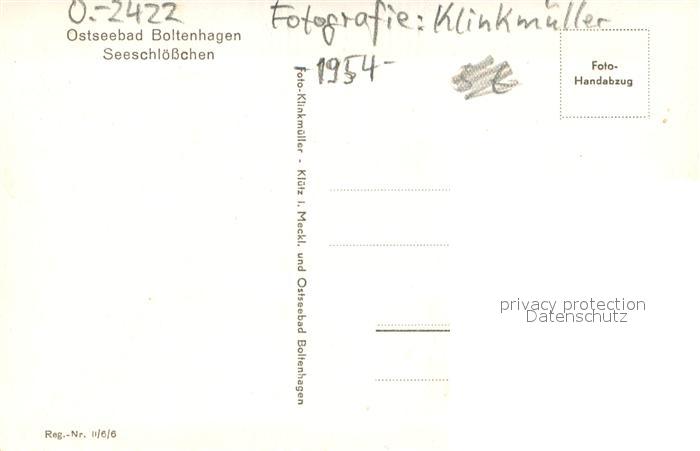 O.-2422
Fotografie: Klinkmüller
Ostseebad Boltenhagen
Seeschlößchen
-1954-
Foto-
Handabzug
Foto-Klinkmüller - Klütz i. Meckl. und Ostseebad Boltenhagen
privacy protection
Datenschutz
Reg.-Nr. II/6/6